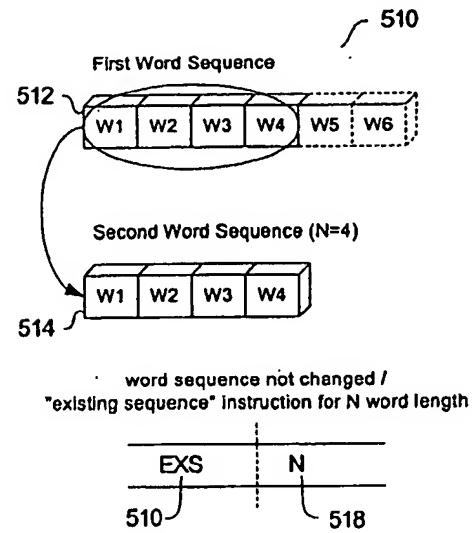 510
First Word Sequence
512
W1 W2 W3 W4 W5 W6
Second Word Sequence (N=4)
W1 W2 W3 W4
514
word sequence not changed /
"existing sequence" instruction for N word length
EXS N
510 518